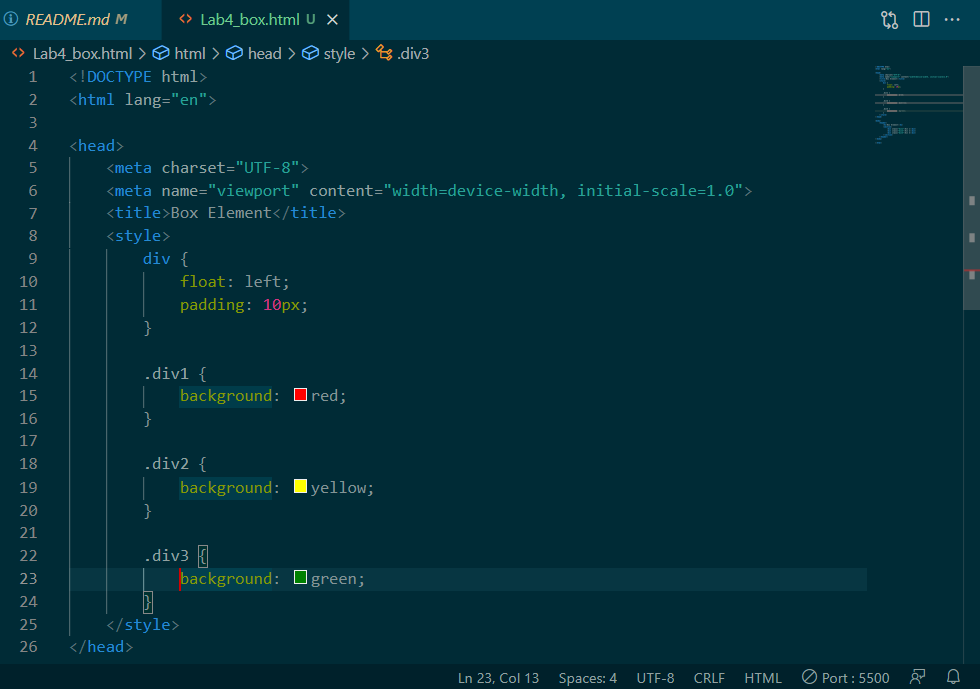 README.md M
Lab4_box.html U
Lab4_box.html > html > head > style > .div3
1 <!DOCTYPE html>
2 <html lang="en">
3
4 <head>
5     <meta charset="UTF-8">
6     <meta name="viewport" content="width=device-width, initial-scale=1.0">
7     <title>Box Element</title>
8     <style>
9         div {
10             float: left;
11             padding: 10px;
12         }
13
14         .div1 {
15             background: red;
16         }
17
18         .div2 {
19             background: yellow;
20         }
21
22         .div3 {
23             background: green;
24         }
25     </style>
26 </head>
Ln 23, Col 13 Spaces: 4 UTF-8 CRLF HTML Port : 5500